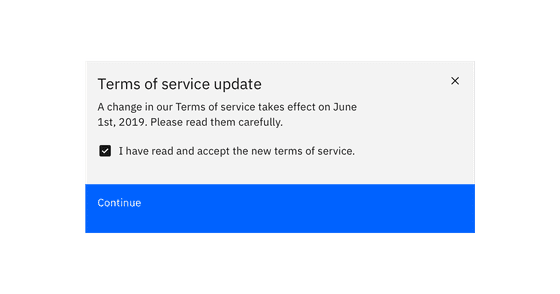 Terms of service update
A change in our Terms of service takes effect on June
1st, 2019. Please read them carefully.
I have read and accept the new terms of service.
Continue